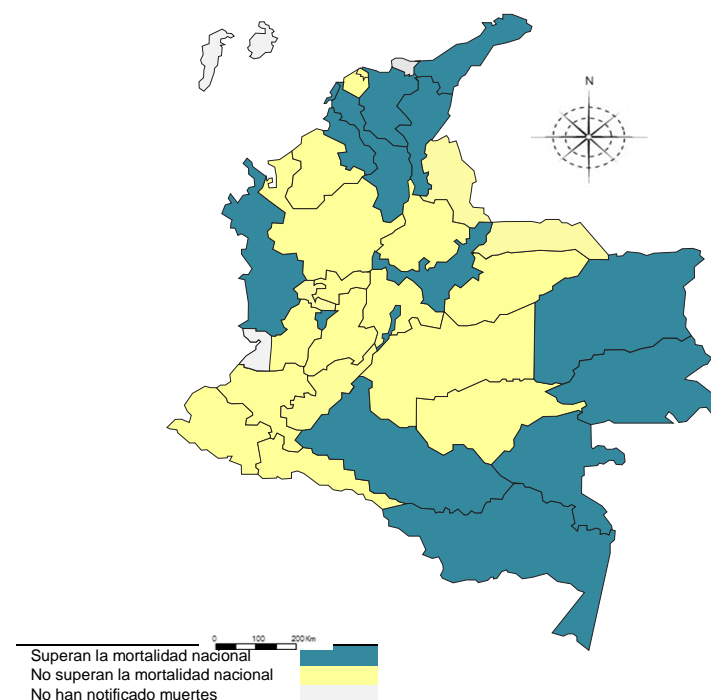 N
0 100 200 Km
Superan la mortalidad nacional
No superan la mortalidad nacional
No han notificado muertes